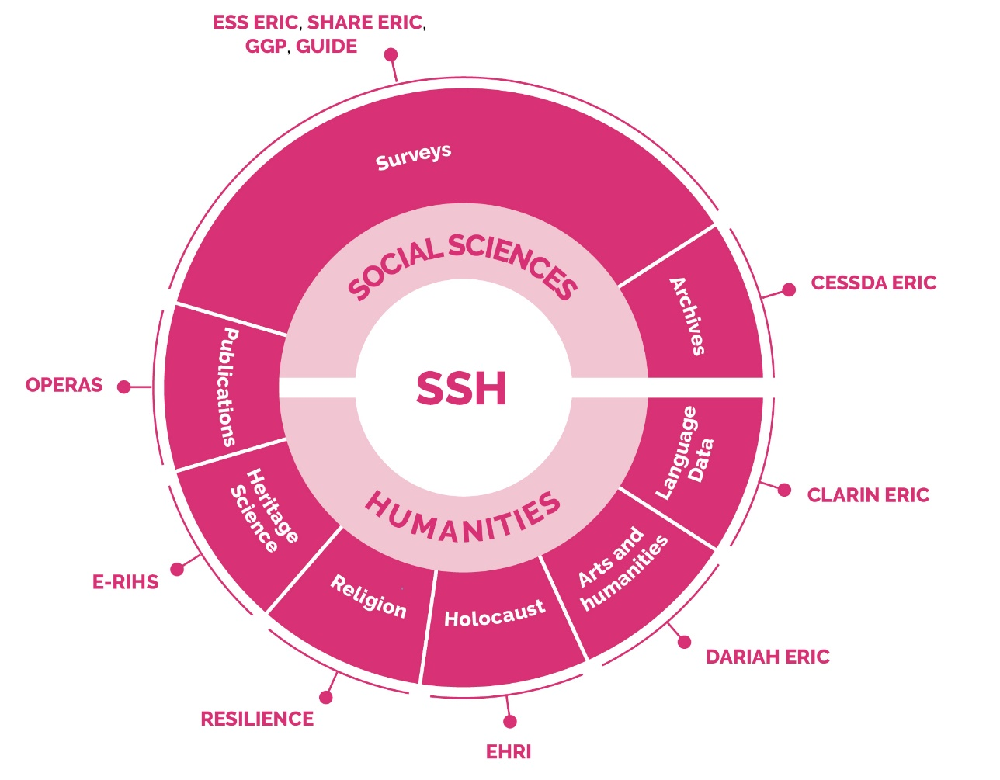 ESS ERIC, SHARE ERIC,
GGP, GUIDE
Surveys
SOCIAL SCIENCES
Archives
CESSDA ERIC
Publications
OPERAS
SSH
Language
Data
CLARIN ERIC
HUMANITIES
Heritage
Science
E-RIHS
Arts and
humanities
DARIAH ERIC
Religion
RESILIENCE
Holocaust
EHRI